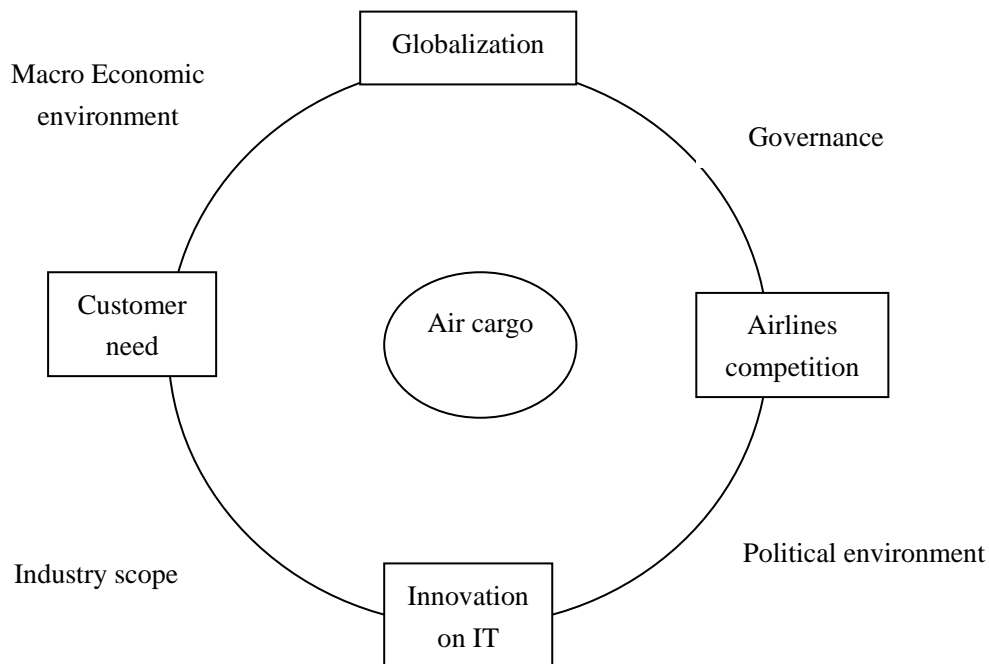 Globalization
Macro Economic
environment
Governance
Customer
need
Air cargo
Airlines
competition
Industry scope
Political environment
Innovation
on IT